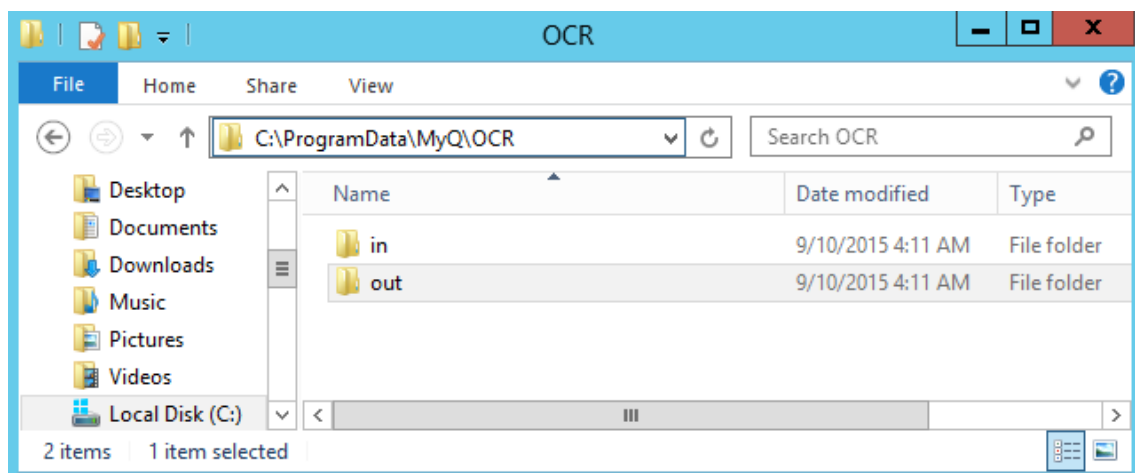 OCR
File Home Share View
C:\ProgramData\MyQ\OCR Search OCR
Desktop
Documents
Downloads
Music
Pictures
Videos
Local Disk (C:)
Name Date modified Type
in 9/10/2015 4:11 AM File folder
out 9/10/2015 4:11 AM File folder
2 items 1 item selected